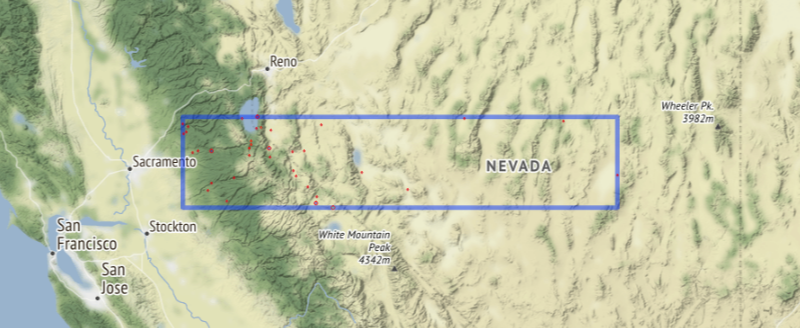 Reno
Wheeler Pk.
3982m
Sacramento
NEVADA
San
Francisco
Stockton
White Mountain
Peak
4342m
San
Jose